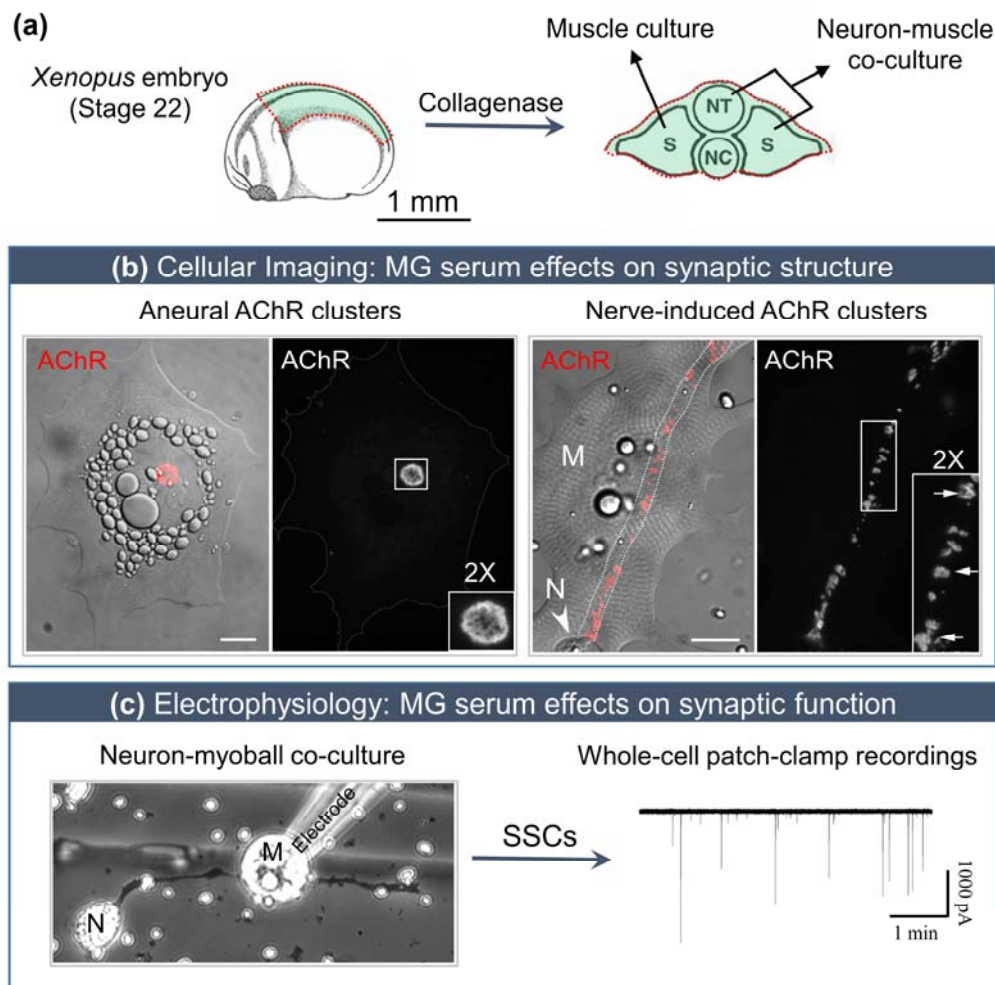 (a)
Xenopus embryo
(Stage 22)
1 mm
Collagenase
Muscle culture
Neuron-muscle
co-culture
NT
S
S
NC
(b) Cellular Imaging: MG serum effects on synaptic structure
Aneural AChR clusters
Nerve-induced AChR clusters
AChR
AChR
2X
AChR
M
N
AChR
2X
(c) Electrophysiology: MG serum effects on synaptic function
Neuron-myoball co-culture
Whole-cell patch-clamp recordings
Electrode
M
N
SSCs
1000 pA
1 min